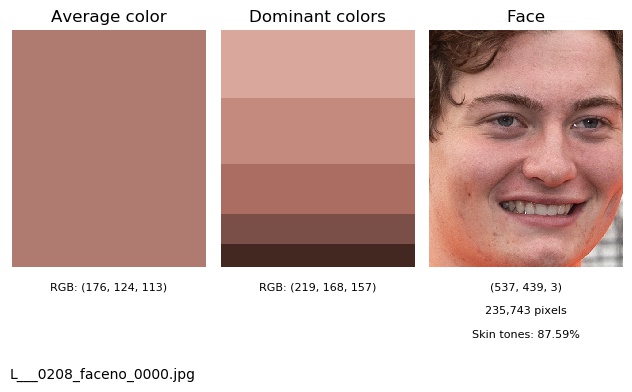 Average color
Dominant colors
Face
RGB: (176, 124, 113)
RGB: (219, 168, 157)
(537, 439, 3)
235,743 pixels
Skin tones: 87.59%
L___0208_faceno_0000.jpg